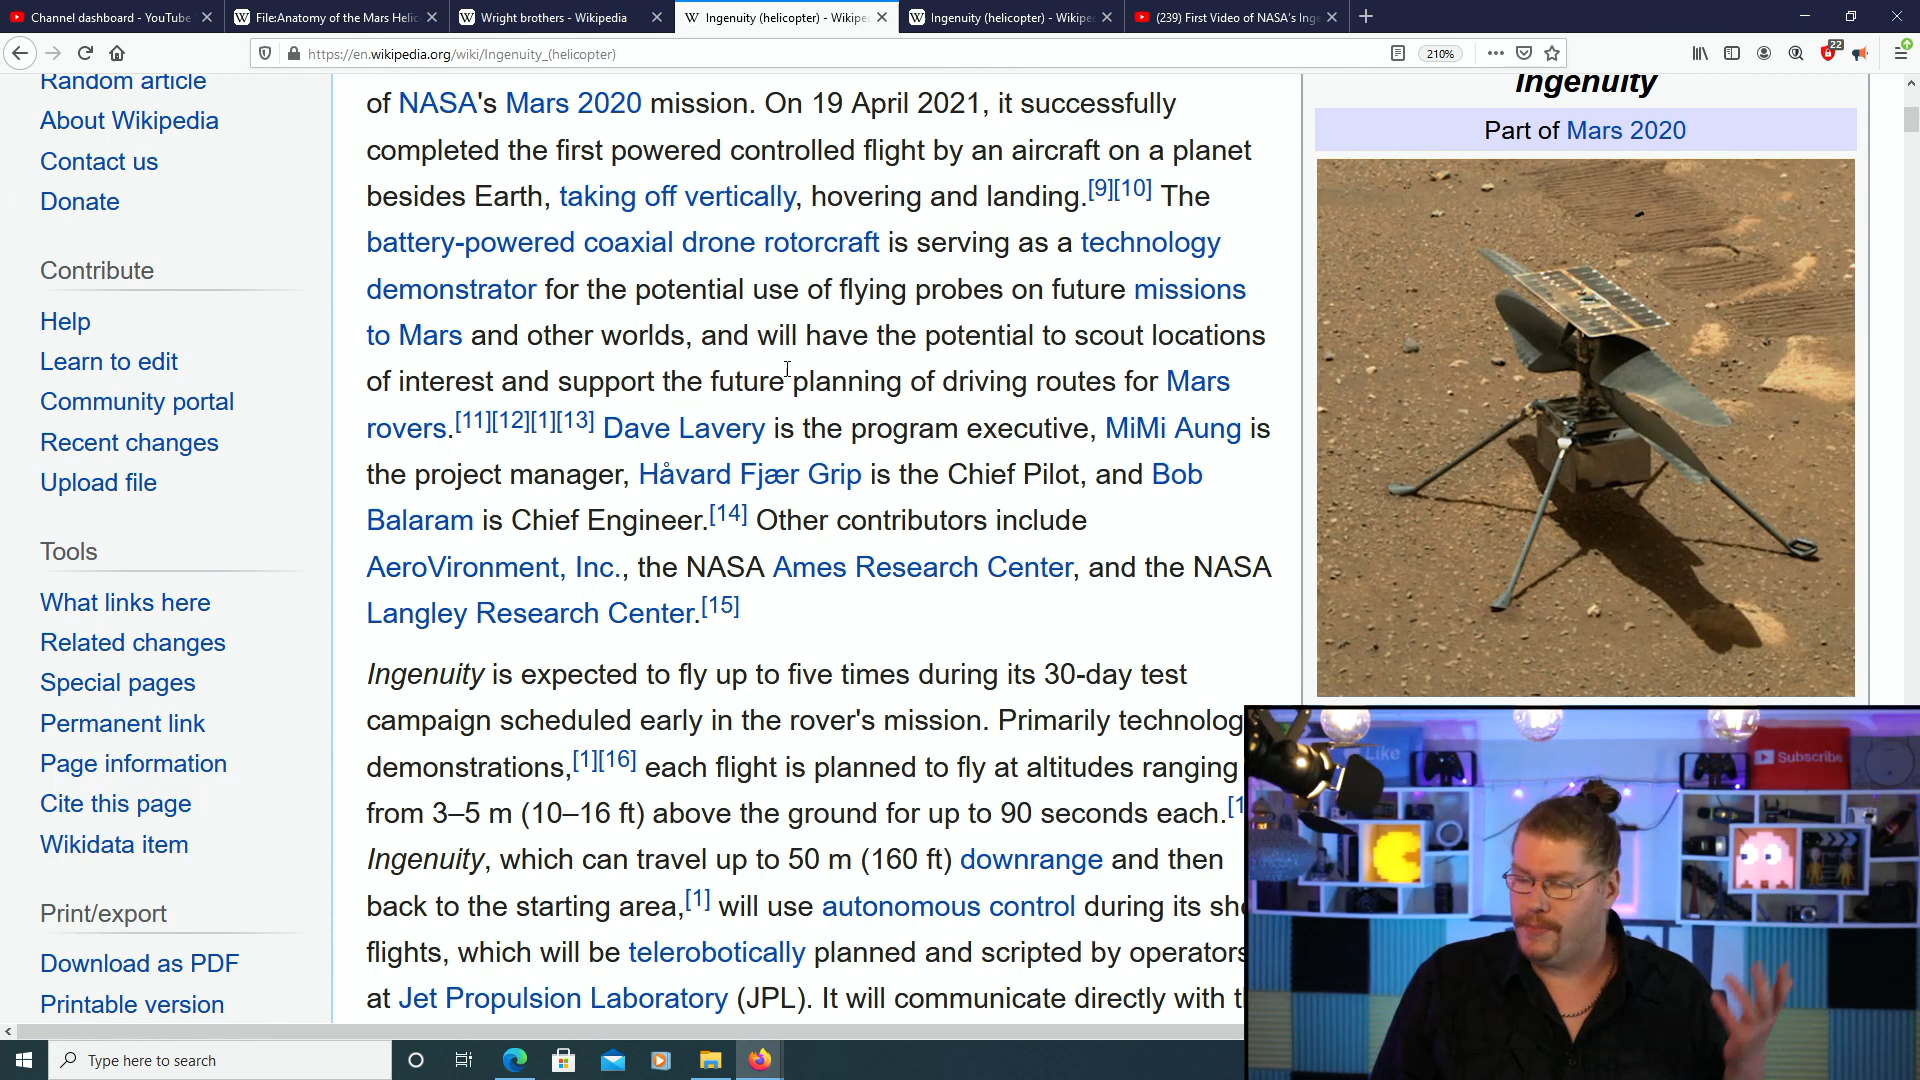 Channel dashboard - YouTube
File:Anatomy of the Mars Helic
Wright brothers - Wikipedia
Ingenuity (helicopter) - Wikipe
Ingenuity (helicopter) - Wikipe
(239) First Video of NASA's Inge
https://en.wikipedia.org/wiki/Ingenuity_(helicopter)
210%
22
Random article
About Wikipedia
Contact us
Donate
Contribute
Help
Learn to edit
Community portal
Recent changes
Upload file
Tools
What links here
Related changes
Special pages
Permanent link
Page information
Cite this page
Wikidata item
Print/export
Download as PDF
Printable version
of NASA's Mars 2020 mission. On 19 April 2021, it successfully
completed the first powered controlled flight by an aircraft on a planet
besides Earth, taking off vertically, hovering and landing.[9][10] The
battery-powered coaxial drone rotorcraft is serving as a technology
demonstrator for the potential use of flying probes on future missions
to Mars and other worlds, and will have the potential to scout locations
of interest and support the future planning of driving routes for Mars
rovers.[11][12][1][13] Dave Lavery is the program executive, MiMi Aung is
the project manager, Håvard Fjær Grip is the Chief Pilot, and Bob
Balaram is Chief Engineer.[14] Other contributors include
AeroVironment, Inc., the NASA Ames Research Center, and the NASA
Langley Research Center.[15]
Ingenuity is expected to fly up to five times during its 30-day test
campaign scheduled early in the rover's mission. Primarily technolog
demonstrations,[1][16] each flight is planned to fly at altitudes ranging
from 3–5 m (10–16 ft) above the ground for up to 90 seconds each.[1
Ingenuity, which can travel up to 50 m (160 ft) downrange and then
back to the starting area,[1] will use autonomous control during its sho
flights, which will be telerobotically planned and scripted by operators
at Jet Propulsion Laboratory (JPL). It will communicate directly with t
Ingenuity
Part of Mars 2020
Like
Subscribe
Type here to search